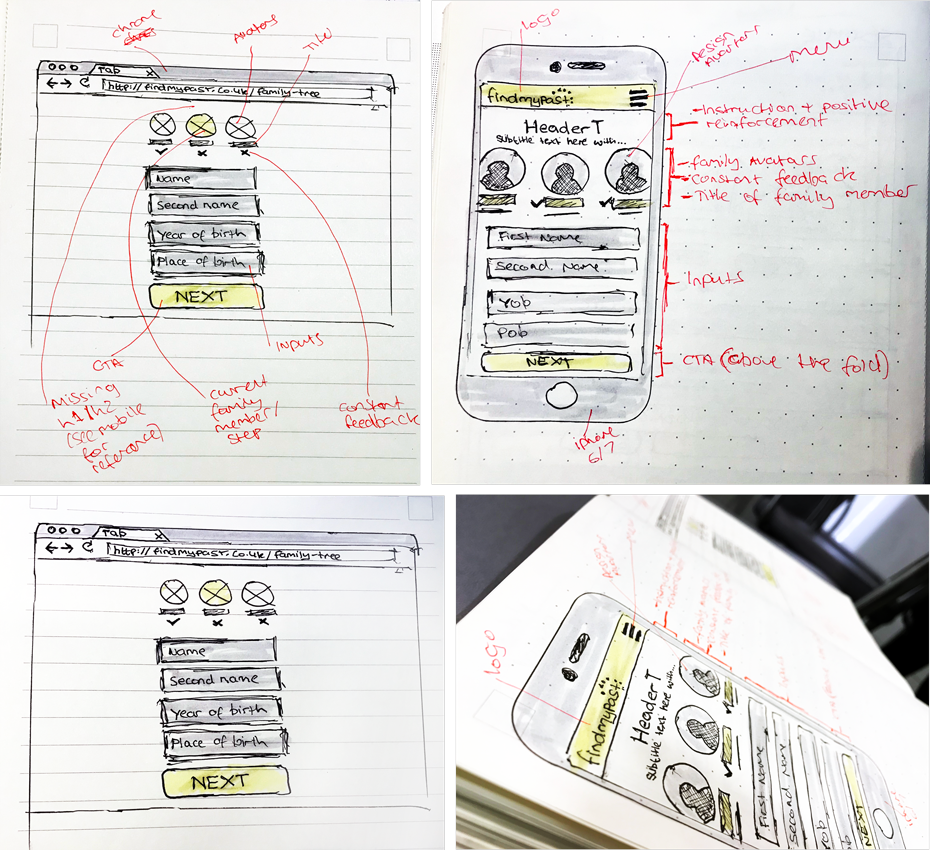 chrome
Avatars
Title
Tab x
http://findmypast.co.uk/family-tree
Name
Second name
Year of birth
Place of birth
NEXT
CTA
INPUTS
Missing
h1/h2
(see mobile
for
reference)
current
family
member/
step
constant
feedback
logo
Design
Avatars
Menu
findmypast:
HeaderT
Subtitle text here with...
First Name
Second. Name.
Yob
Pob
NEXT
iphone
6/7
-Instruction + positive
reinforcement
-family Avatars
-Constant feedback
-Title of family member
Inputs
CTA (above the fold)
Tab x
http://findmypast.co.uk/family-tree
Name
Second name
Year of birth
Place of birth
NEXT
logo
findmypast:
HeaderT
Subtitle text here with...
First Name
Second. Name
Yob
NEXT